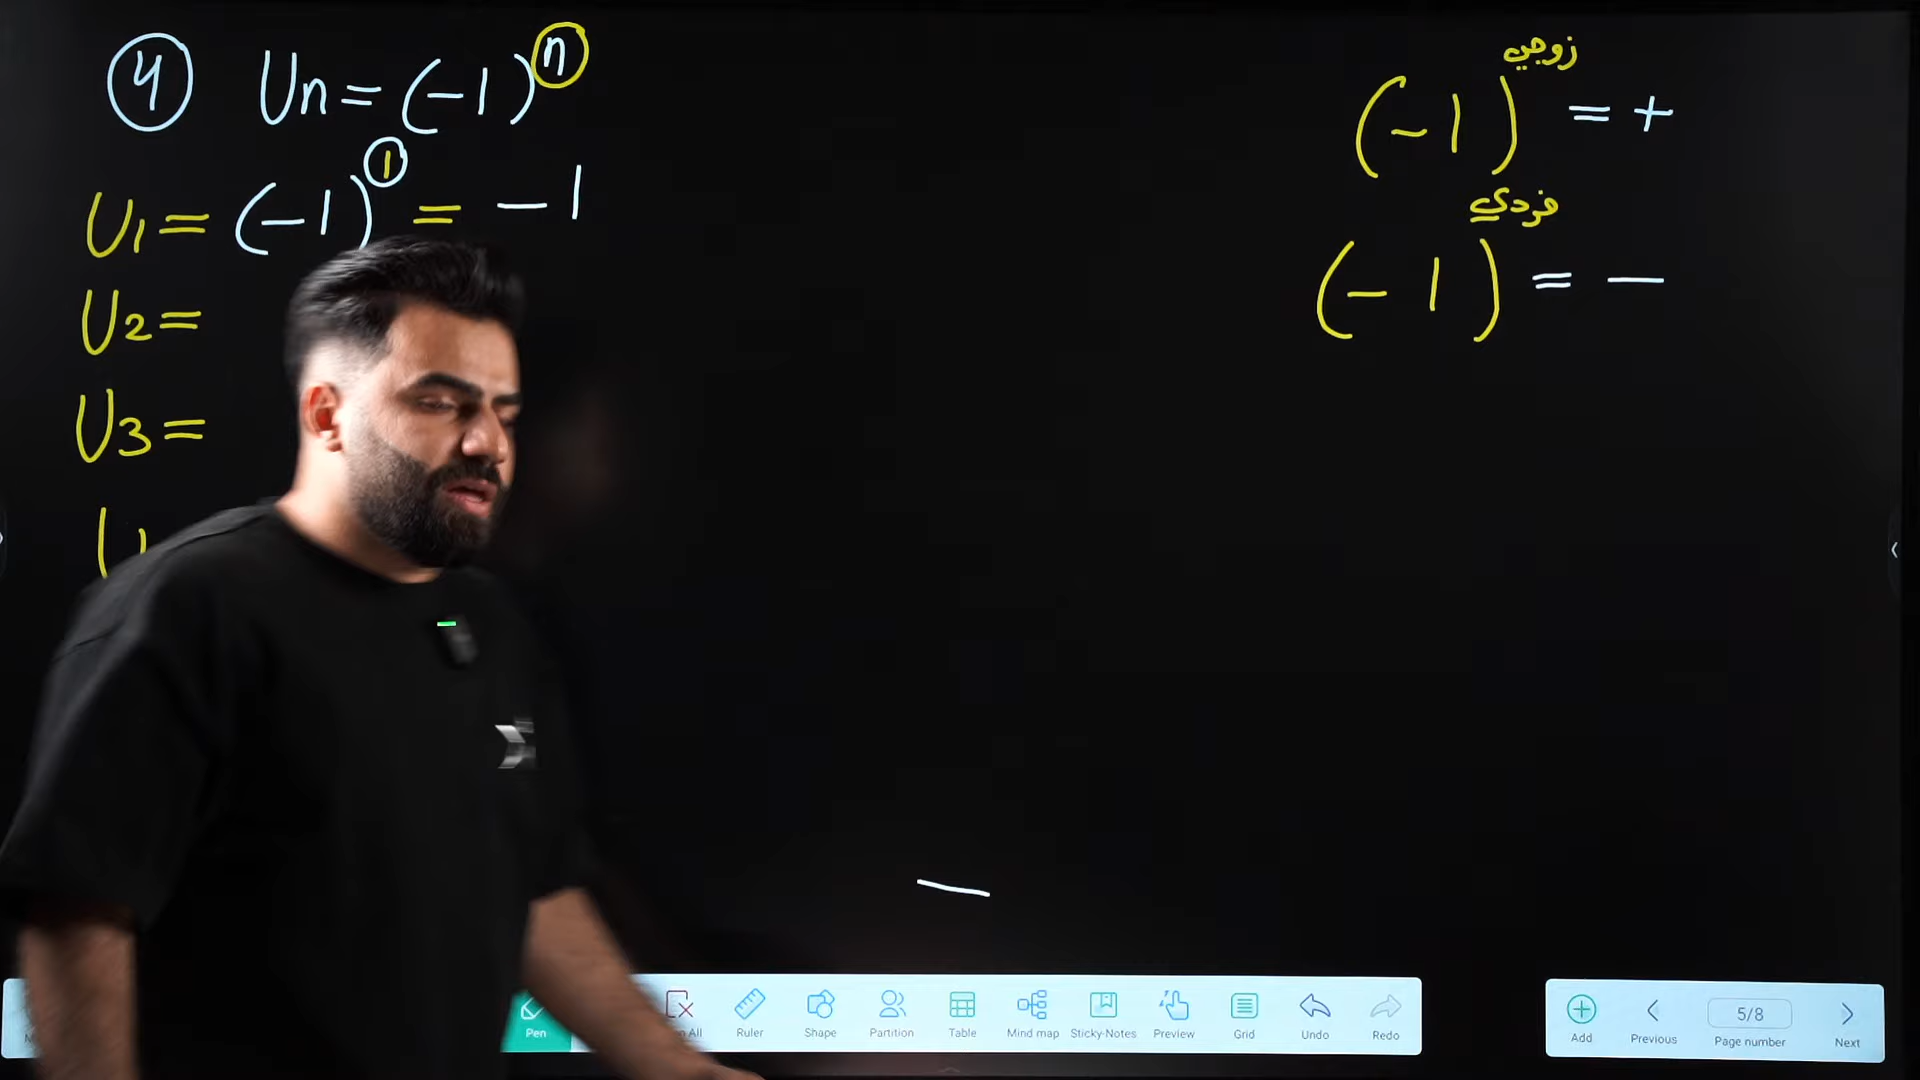 ④ Un = (-1)ⁿ
U₁ = (-1)¹ = -1
U₂ =
U₃ =
(-1)^زوجي = +
(-1)^فردي = -
Pen
All
Ruler
Shape
Partition
Table
Mind map
Sticky-Notes
Preview
Grid
Undo
Redo
Add
Previous
5/8
Page number
Next